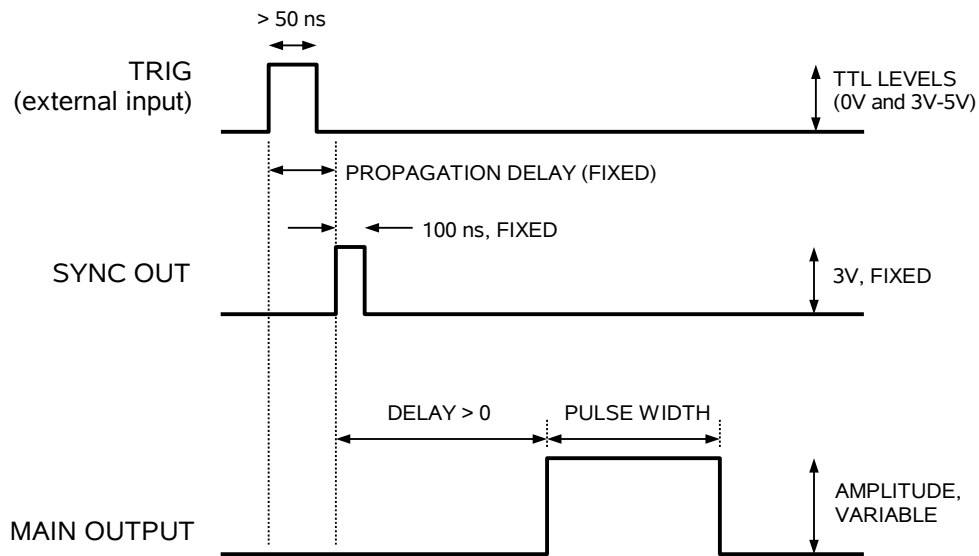 > 50 ns
TRIG
(external input)
TTL LEVELS
(0V and 3V-5V)
PROPAGATION DELAY (FIXED)
100 ns, FIXED
SYNC OUT
3V, FIXED
DELAY > 0
PULSE WIDTH
AMPLITUDE,
VARIABLE
MAIN OUTPUT